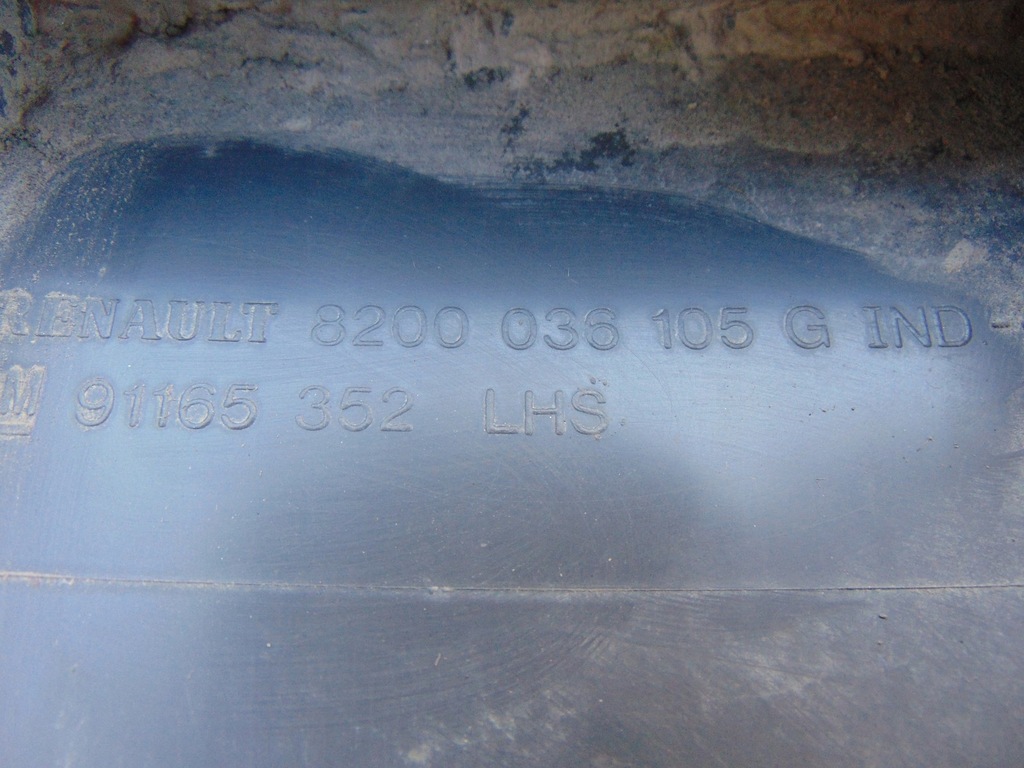 RENAULT 8200 036 105 G IND
M 91165 352 LHS